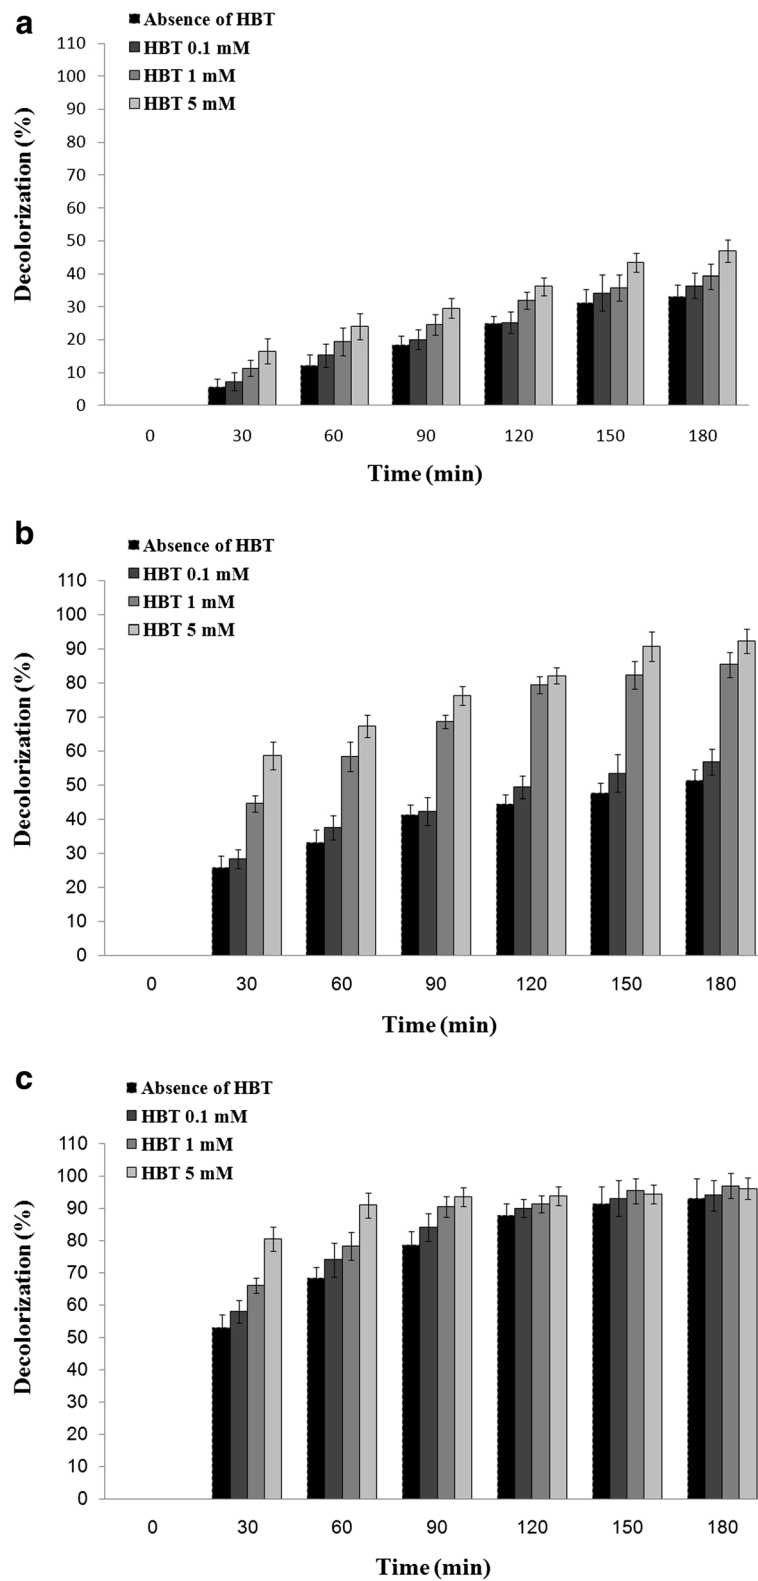 a
Absence of HBT
HBT 0.1 mM
HBT 1 mM
HBT 5 mM
110
100
90
80
70
60
50
40
30
20
10
0
Decolorization (%)
0 30 60 90 120 150 180
Time (min)
b
Absence of HBT
HBT 0.1 mM
HBT 1 mM
HBT 5 mM
110
100
90
80
70
60
50
40
30
20
10
0
Decolorization (%)
0 30 60 90 120 150 180
Time (min)
c
Absence of HBT
HBT 0.1 mM
HBT 1 mM
HBT 5 mM
110
100
90
80
70
60
50
40
30
20
10
0
Decolorization (%)
0 30 60 90 120 150 180
Time (min)